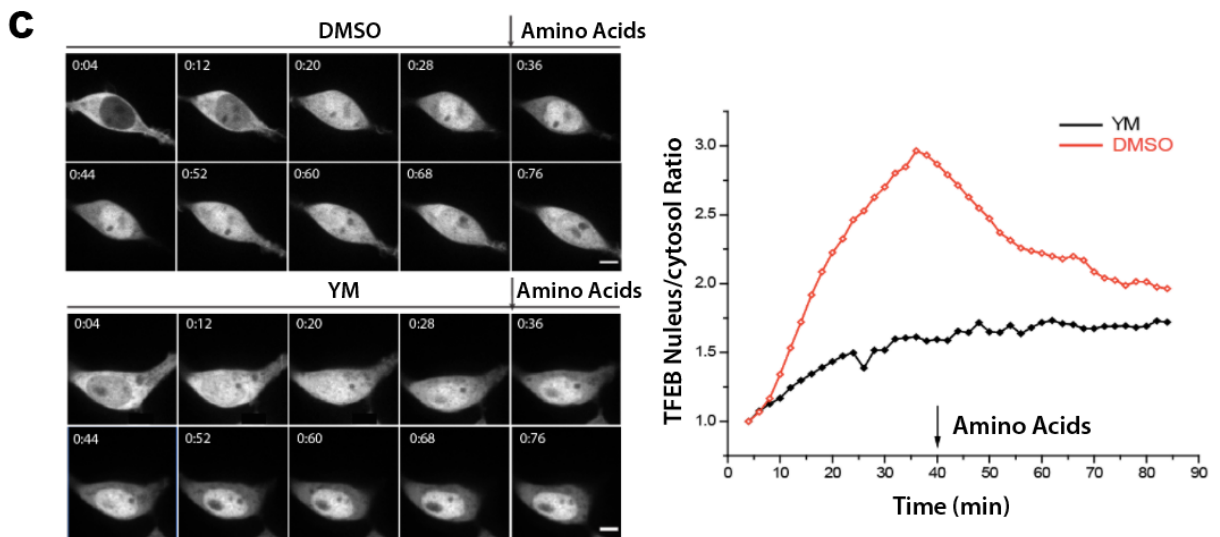 C
DMSO
Amino Acids
0:04
0:12
0:20
0:28
0:36
0:44
0:52
0:60
0:68
0:76
YM
Amino Acids
0:04
0:12
0:20
0:28
0:36
0:44
0:52
0:60
0:68
0:76
TFEB Nuleus/cytosol Ratio
3.0
2.5
2.0
1.5
1.0
YM
DMSO
Amino Acids
0 10 20 30 40 50 60 70 80 90
Time (min)